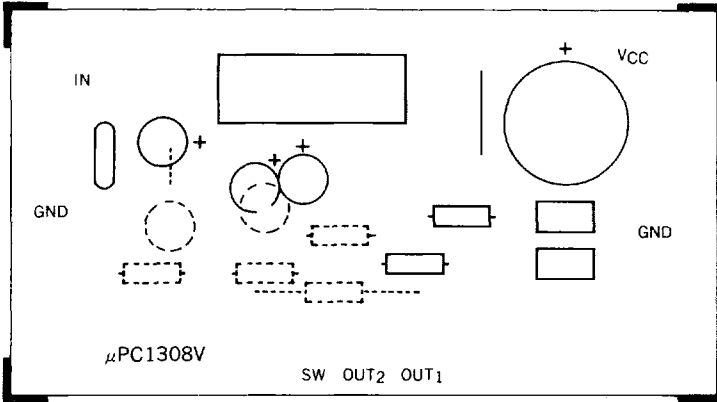 +
VCC
IN
+
+
+
GND
GND
μPC1308V
SW OUT2 OUT1